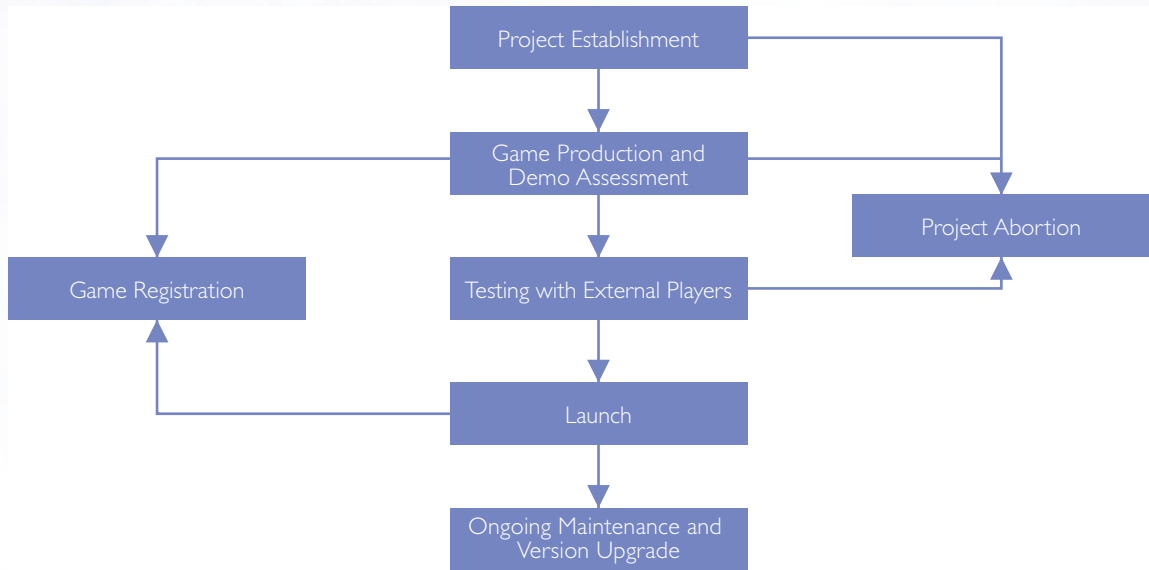 Project Establishment
Game Production and
Demo Assessment
Project Abortion
Game Registration
Testing with External Players
Launch
Ongoing Maintenance and
Version Upgrade